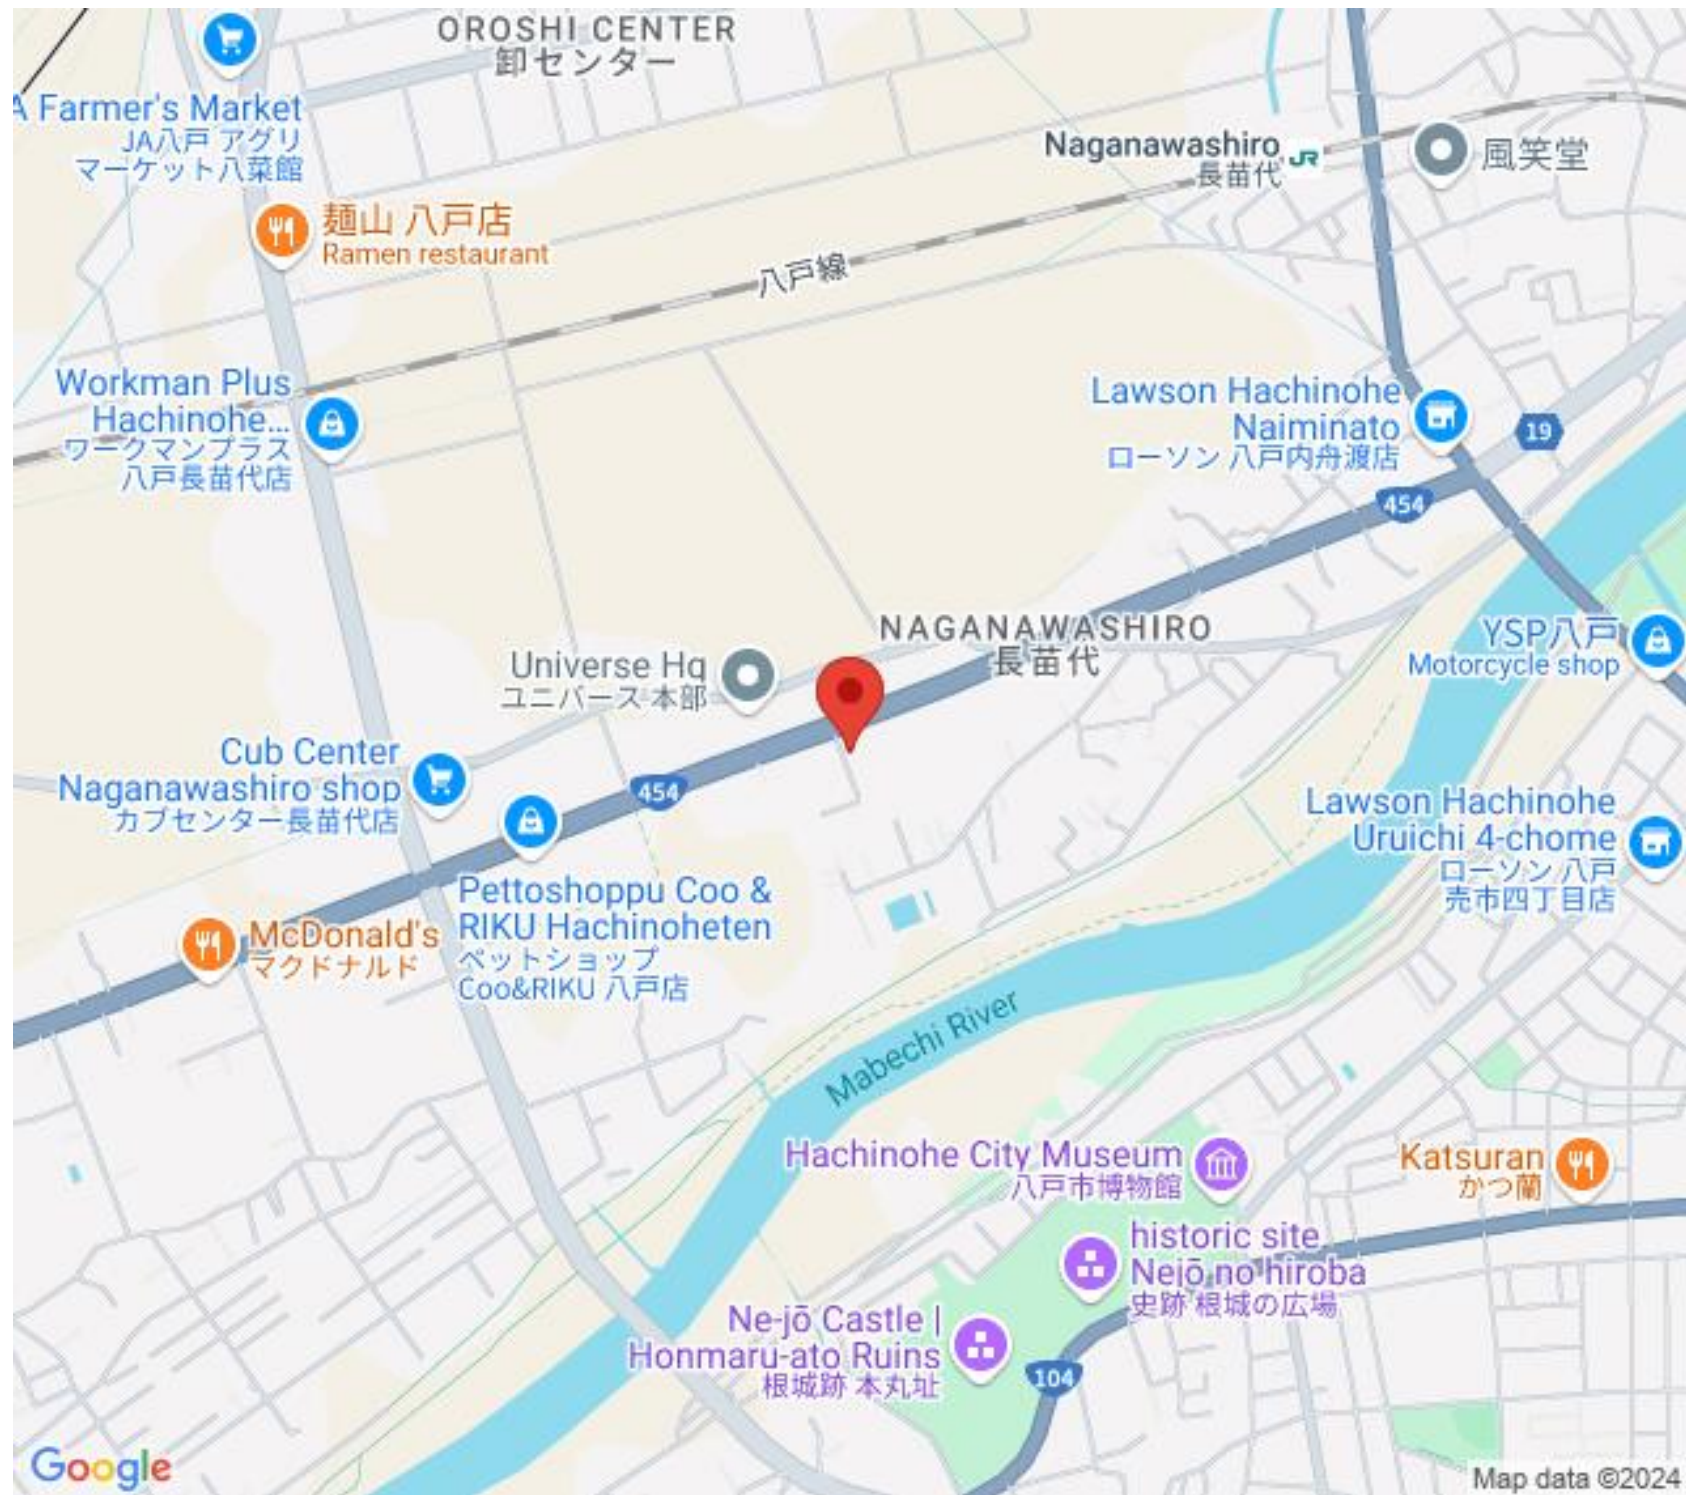 OROSHI CENTER
卸センター
A Farmer's Market
JA八戸 アグリ
マーケット八菜館
Naganawashiro
長苗代
JR
風笑堂
麺山 八戸店
Ramen restaurant
八戸線
Workman Plus
Hachinohe...
ワークマンプラス
八戸長苗代店
Lawson Hachinohe
Naiminato
ローソン 八戸内舟渡店
19
454
NAGANAWASHIRO
長苗代
Universe Hq
ユニバース 本部
YSP八戸
Motorcycle shop
Cub Center
Naganawashiro shop
カブセンター長苗代店
454
Lawson Hachinohe
Uruichi 4-chome
ローソン 八戸
売市四丁目店
Pettoshoppu Coo &
RIKU Hachinoheten
ペットショップ
Coo&RIKU 八戸店
McDonald's
マクドナルド
Mabechi River
Hachinohe City Museum
八戸市博物館
Katsuran
かつ蘭
historic site
Nejō no hiroba
史跡 根城の広場
Ne-jō Castle |
Honmaru-ato Ruins
根城跡 本丸址
104
Google
Map data ©2024